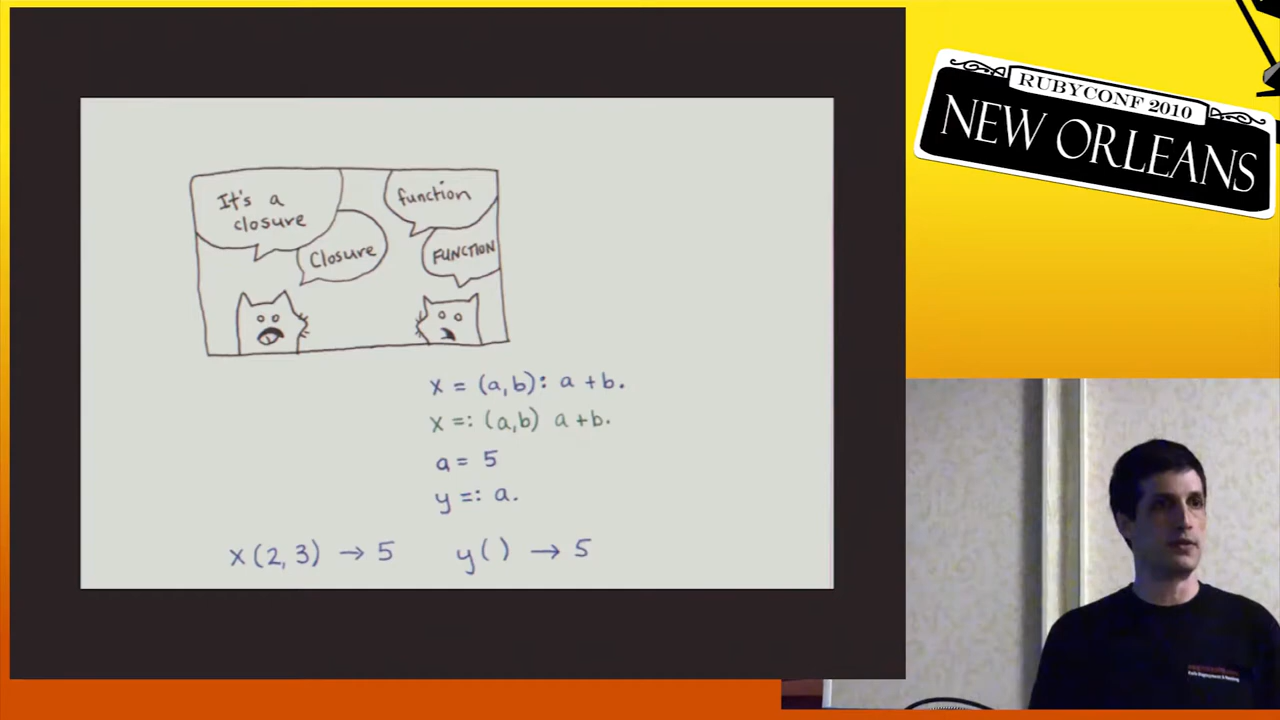 It's a
closure
Closure
function
FUNCTION
x = (a,b): a + b.
x =: (a,b) a + b.
a = 5
y =: a.
x(2,3) → 5
y() → 5
RUBYCONF 2010
NEW ORLEANS